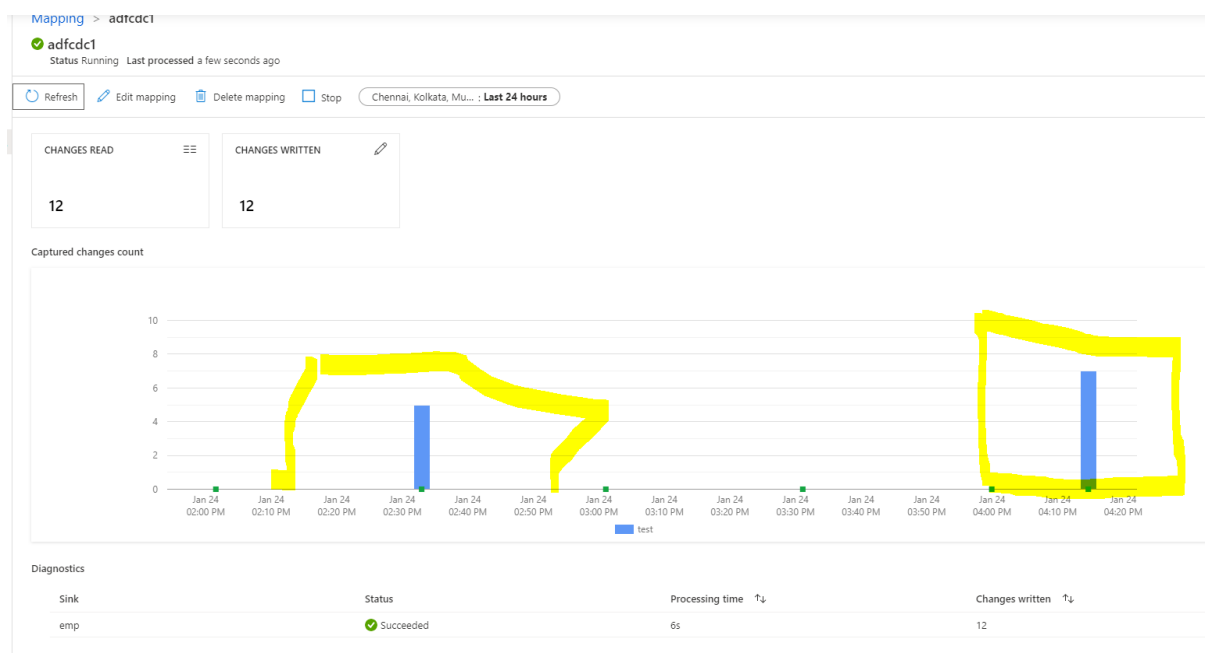 Mapping > adfcdc1
adfcdc1
Status Running Last processed a few seconds ago
Refresh Edit mapping Delete mapping Stop Chennai, Kolkata, Mu... : Last 24 hours
CHANGES READ CHANGES WRITTEN
12 12
Captured changes count
10
8
6
4
2
0
Jan 24 Jan 24 Jan 24 Jan 24 Jan 24 Jan 24 Jan 24 Jan 24 Jan 24 Jan 24 Jan 24 Jan 24 Jan 24 Jan 24 Jan 24
02:00 PM 02:10 PM 02:20 PM 02:30 PM 02:40 PM 02:50 PM 03:00 PM 03:10 PM 03:20 PM 03:30 PM 03:40 PM 03:50 PM 04:00 PM 04:10 PM 04:20 PM
test
Diagnostics
Sink Status Processing time Changes written
emp Succeeded 6s 12